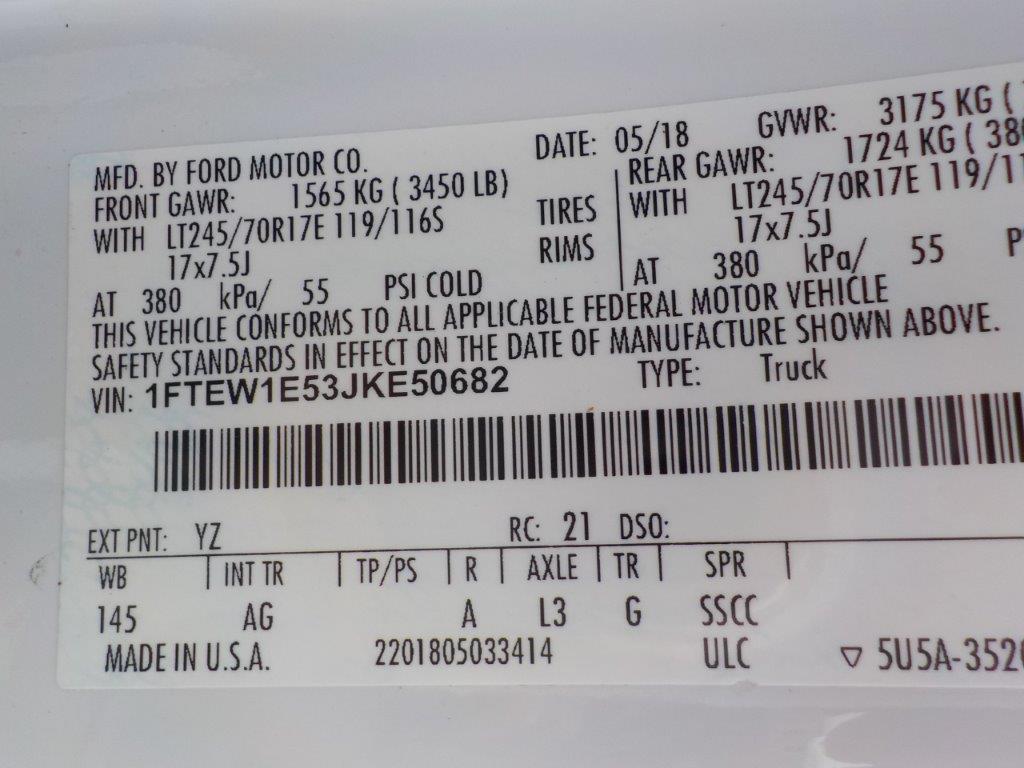 MFD. BY FORD MOTOR CO. DATE: 05/18 GVWR: 3175 KG (
FRONT GAWR: 1565 KG ( 3450 LB) REAR GAWR: 1724 KG ( 380
WITH LT245/70R17E 119/116S TIRES WITH LT245/70R17E 119/11
17x7.5J RIMS 17x7.5J
AT 380 kPa/ 55 PSI COLD AT 380 kPa/ 55 P
THIS VEHICLE CONFORMS TO ALL APPLICABLE FEDERAL MOTOR VEHICLE
SAFETY STANDARDS IN EFFECT ON THE DATE OF MANUFACTURE SHOWN ABOVE.
VIN: 1FTEW1E53JKE50682 TYPE: Truck
EXT PNT: YZ RC: 21 DSO:
WB INT TR TP/PS R AXLE TR SPR
145 AG A L3 G SSCC
MADE IN U.S.A. 2201805033414 ULC ▽ 5U5A-3520